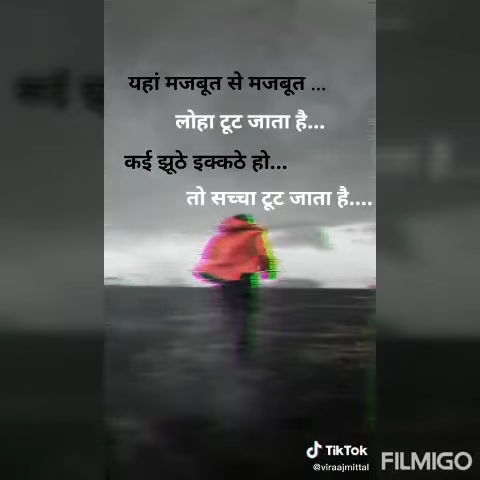 यहां मजबूत से मजबूत ...
लोहा टूट जाता है...
कई झूठे इक्कठे हो...
तो सच्चा टूट जाता है....
TikTok
@viraajmittal
FILMIGO